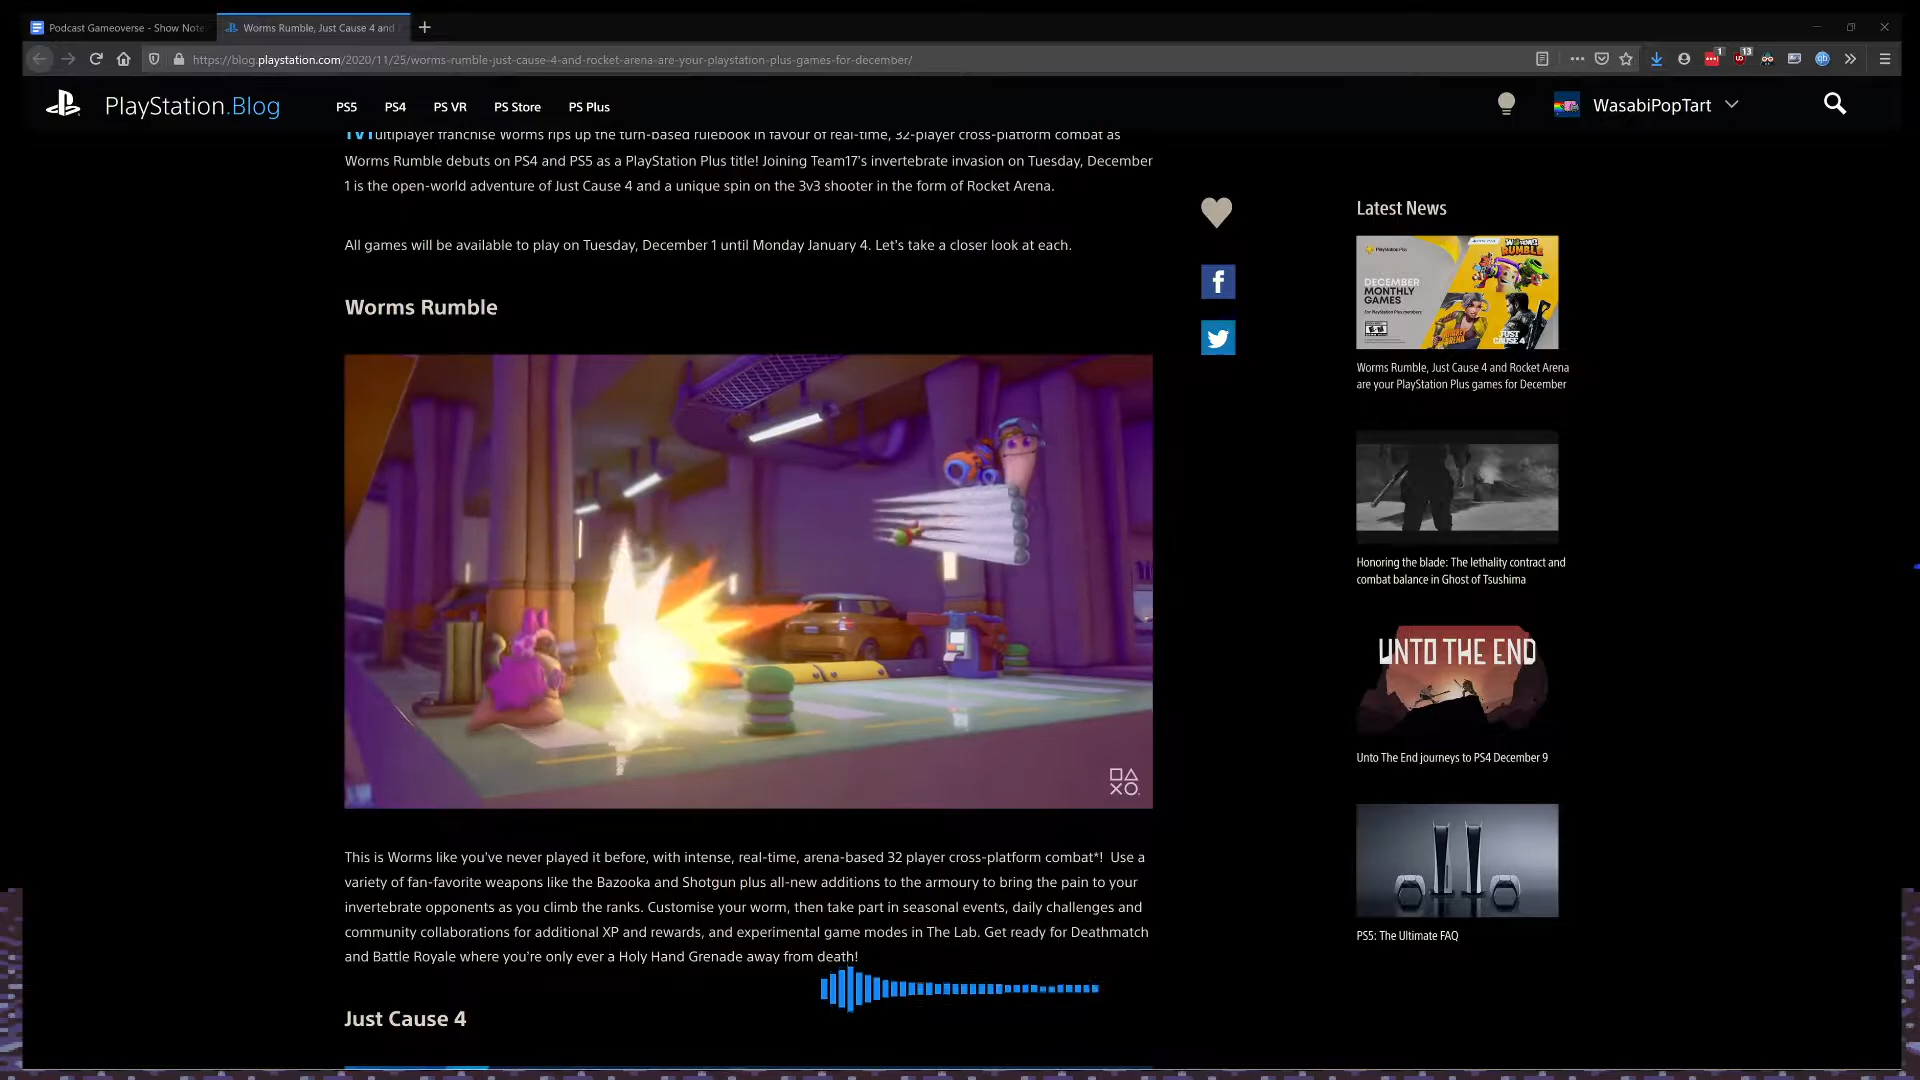 Podcast Gameoverse - Show Note
Worms Rumble, Just Cause 4 and
https://blog.playstation.com/2020/11/25/worms-rumble-just-cause-4-and-rocket-arena-are-your-playstation-plus-games-for-december/
1
13
PlayStation.Blog
PS5
PS4
PS VR
PS Store
PS Plus
WasabiPopTart
Multiplayer franchise Worms rips up the turn-based rulebook in favour of real-time, 32-player cross-platform combat as
Worms Rumble debuts on PS4 and PS5 as a PlayStation Plus title! Joining Team17's invertebrate invasion on Tuesday, December
1 is the open-world adventure of Just Cause 4 and a unique spin on the 3v3 shooter in the form of Rocket Arena.
All games will be available to play on Tuesday, December 1 until Monday January 4. Let's take a closer look at each.
Worms Rumble
This is Worms like you've never played it before, with intense, real-time, arena-based 32 player cross-platform combat*! Use a
variety of fan-favorite weapons like the Bazooka and Shotgun plus all-new additions to the armoury to bring the pain to your
invertebrate opponents as you climb the ranks. Customise your worm, then take part in seasonal events, daily challenges and
community collaborations for additional XP and rewards, and experimental game modes in The Lab. Get ready for Deathmatch
and Battle Royale where you're only ever a Holy Hand Grenade away from death!
Just Cause 4
Latest News
PlayStation Plus
WORMS
RUMBLE
DECEMBER
MONTHLY
GAMES
JUST
CAUSE 4
Worms Rumble, Just Cause 4 and Rocket Arena
are your PlayStation Plus games for December
Honoring the blade: The lethality contract and
combat balance in Ghost of Tsushima
UNTO THE END
Unto The End journeys to PS4 December 9
PS5: The Ultimate FAQ